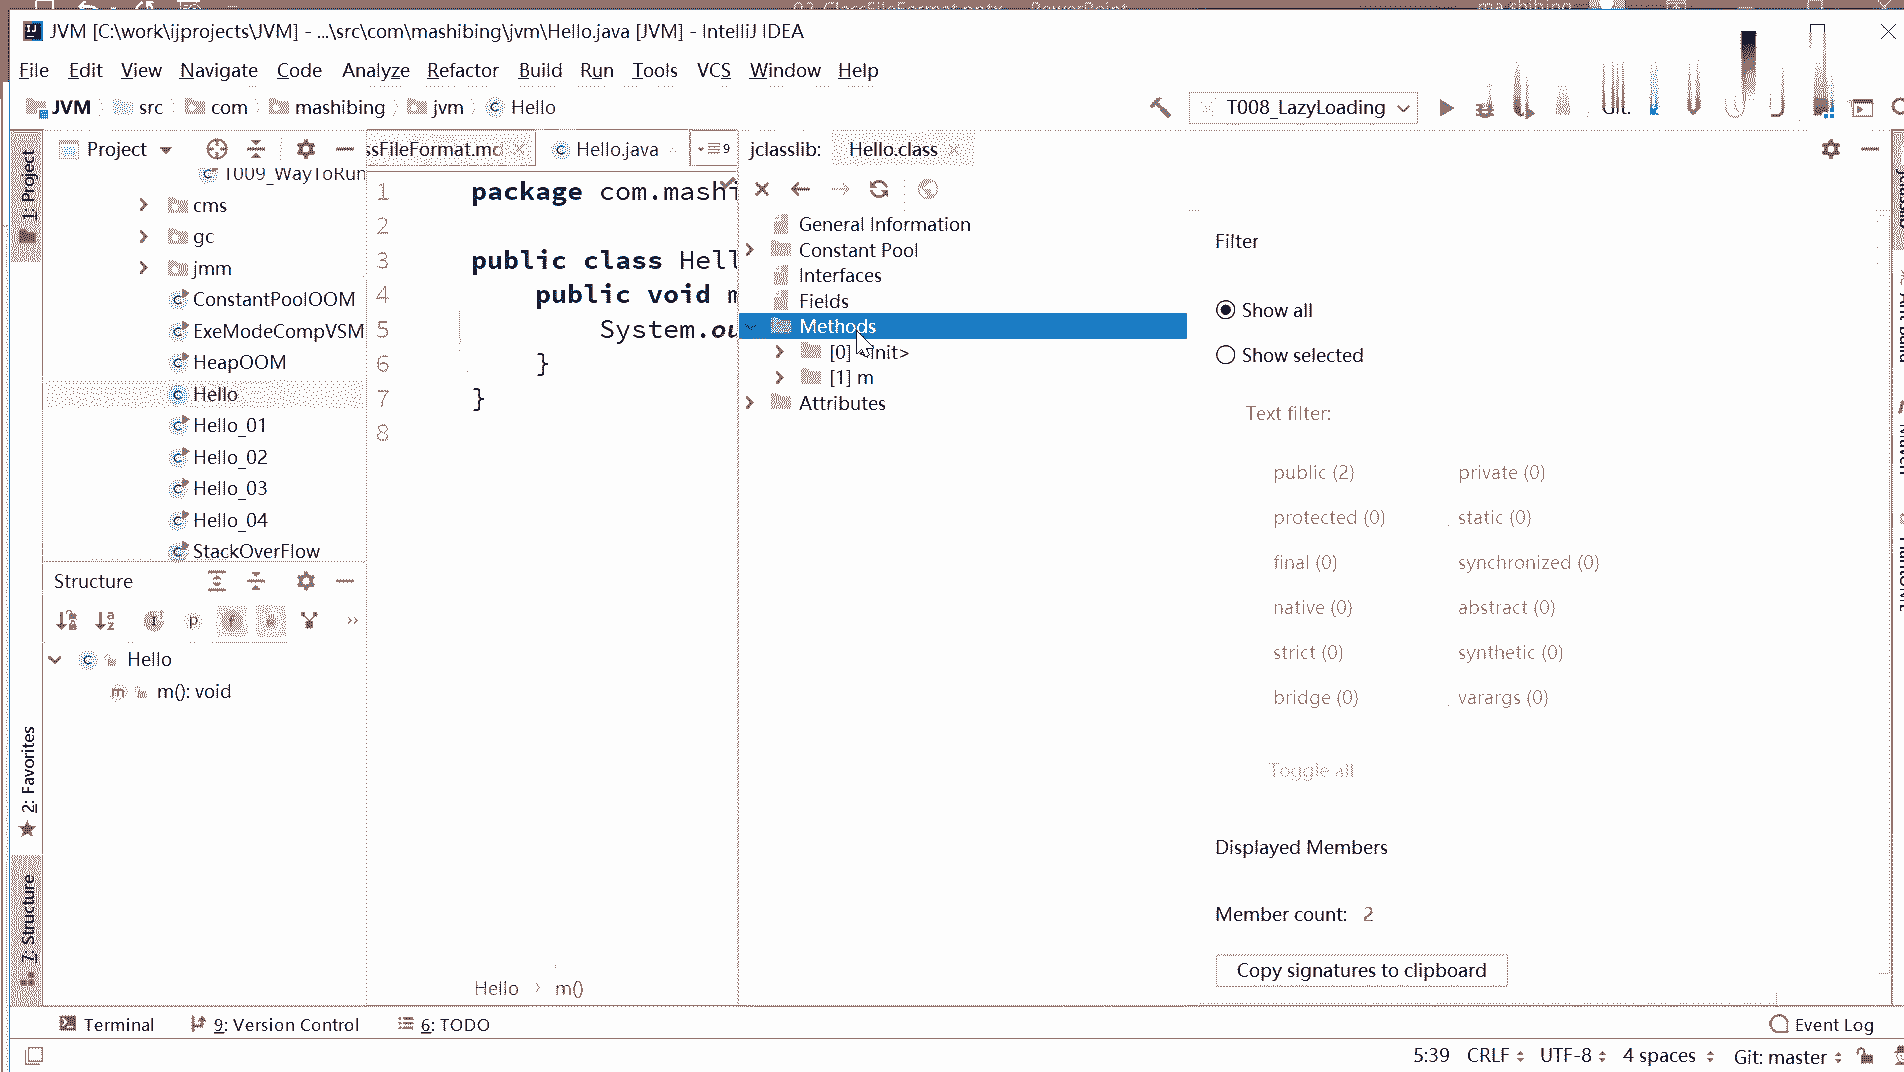 03_ClassFileFormat.pptx - PowerPoint
ma shibing
JVM [C:\work\ijprojects\JVM] - ...\src\com\mashibing\jvm\Hello.java [JVM] - IntelliJ IDEA
File Edit View Navigate Code Analyze Refactor Build Run Tools VCS Window Help
JVM src com mashibing jvm Hello
T008_LazyLoading
Git:
1: Project
Project
T009_WayToRun
cms
gc
jmm
ConstantPoolOOM
ExeModeCompVSM
HeapOOM
Hello
Hello_01
Hello_02
Hello_03
Hello_04
StackOverFlow
Structure
Hello
m(): void
2: Favorites
7: Structure
ssFileFormat.md
Hello.java
9
1 package com.mashi
2
3 public class Hell
4 public void m
5 System.ou
6 }
7 }
8
Hello › m()
jclasslib: Hello.class
General Information
Constant Pool
Interfaces
Fields
Methods
[0] init>
[1] m
Attributes
Filter
Show all
Show selected
Text filter:
public (2) private (0)
protected (0) static (0)
final (0) synchronized (0)
native (0) abstract (0)
strict (0) synthetic (0)
bridge (0) varargs (0)
Toggle all
Displayed Members
Member count: 2
Copy signatures to clipboard
Terminal 9: Version Control 6: TODO Event Log
5:39 CRLF UTF-8 4 spaces Git: master